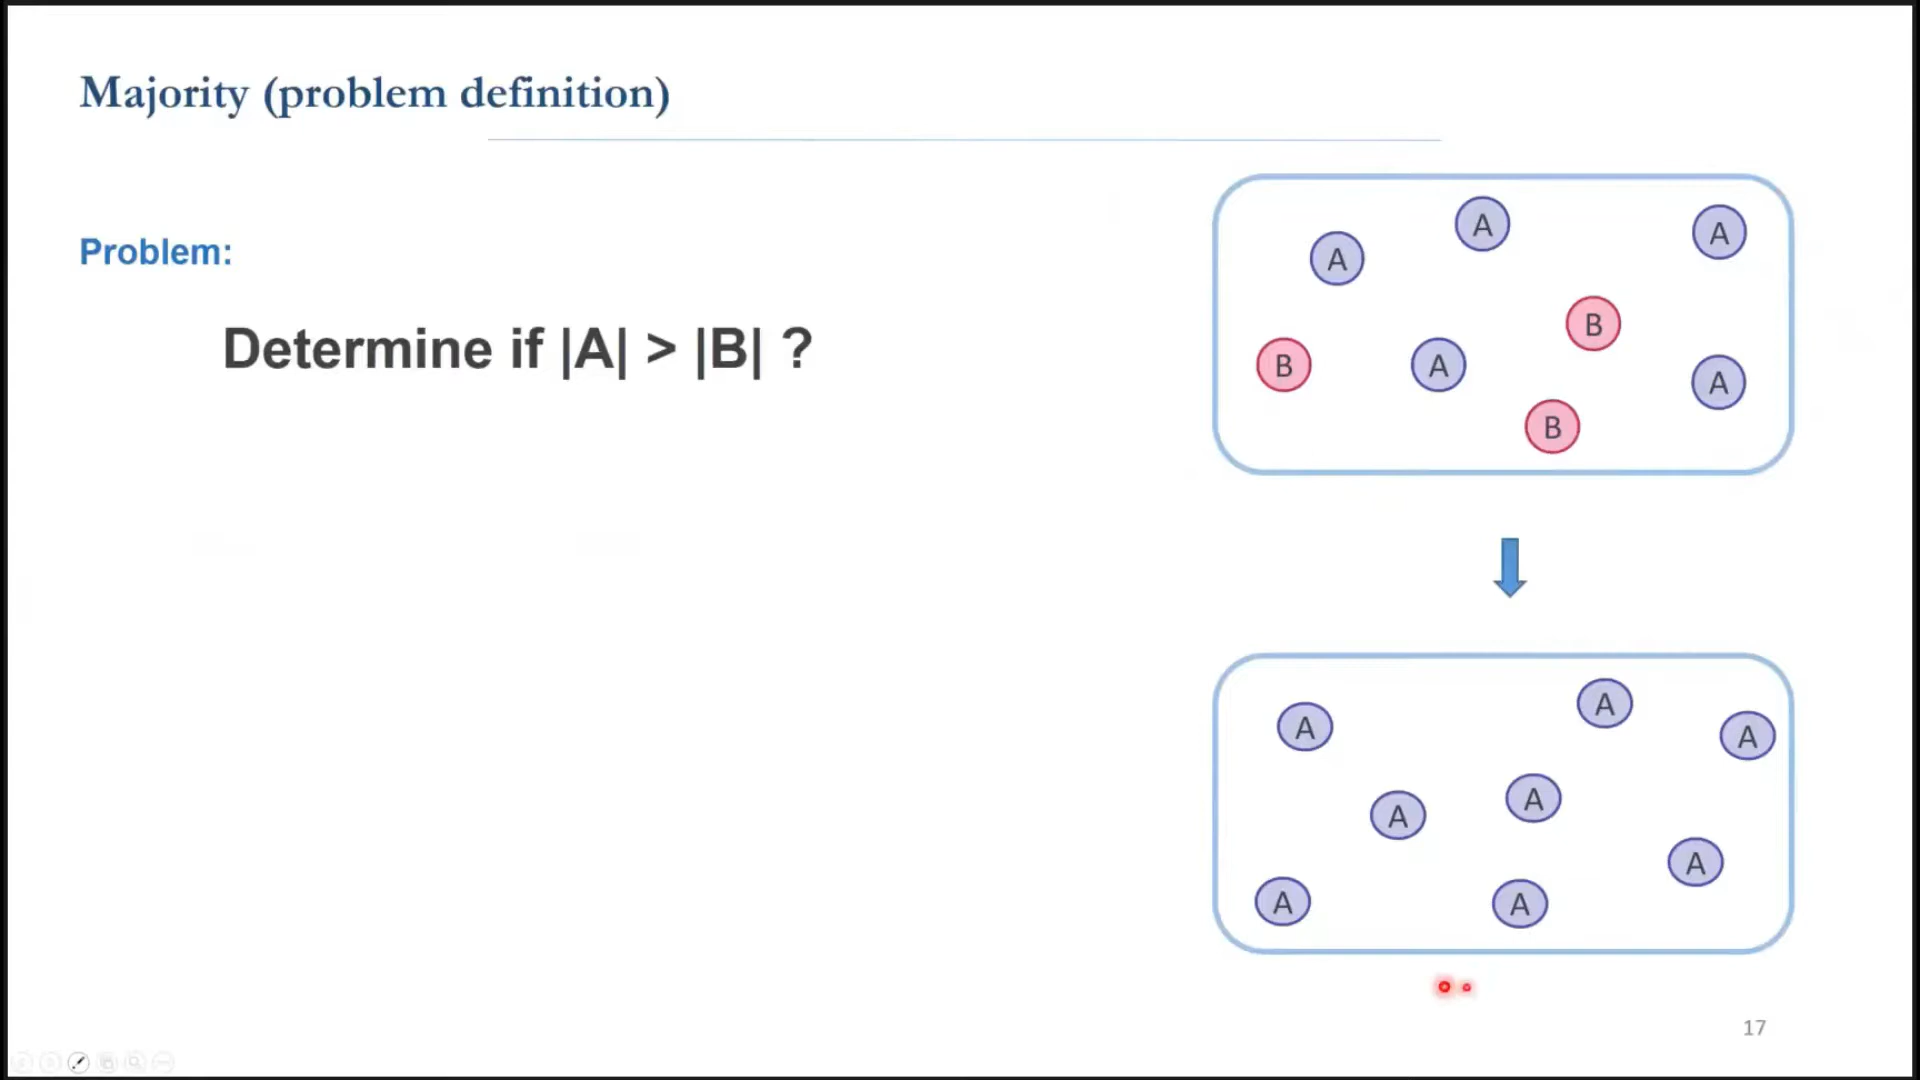 Majority (problem definition)
Problem:
Determine if |A| > |B| ?
A
A
A
B
B
A
A
B
A
A
A
A
A
A
A
A
17